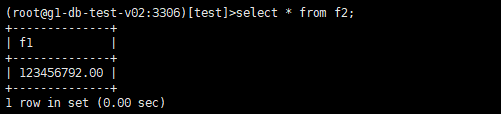 (root@g1-db-test-v02:3306)[test]>select * from f2;
+--------------+
| f1           |
+--------------+
| 123456792.00 |
+--------------+
1 row in set (0.00 sec)